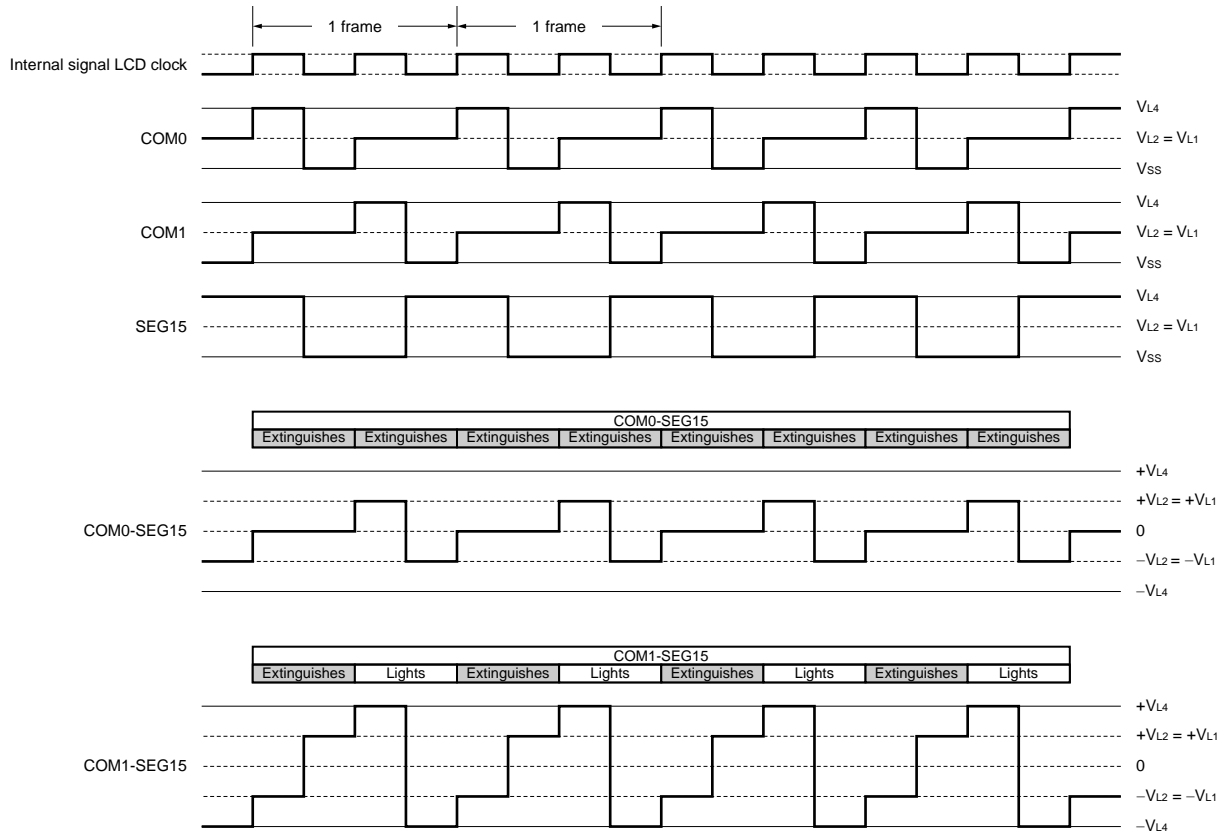 1 frame 1 frame
Internal signal LCD clock
VL4
COM0 VL2 = VL1
VSS
VL4
COM1 VL2 = VL1
VSS
VL4
SEG15 VL2 = VL1
VSS
COM0-SEG15
Extinguishes Extinguishes Extinguishes Extinguishes Extinguishes Extinguishes Extinguishes Extinguishes
+VL4
+VL2 = +VL1
COM0-SEG15 0
−VL2 = −VL1
−VL4
COM1-SEG15
Extinguishes Lights Extinguishes Lights Extinguishes Lights Extinguishes Lights
+VL4
+VL2 = +VL1
COM1-SEG15 0
−VL2 = −VL1
−VL4